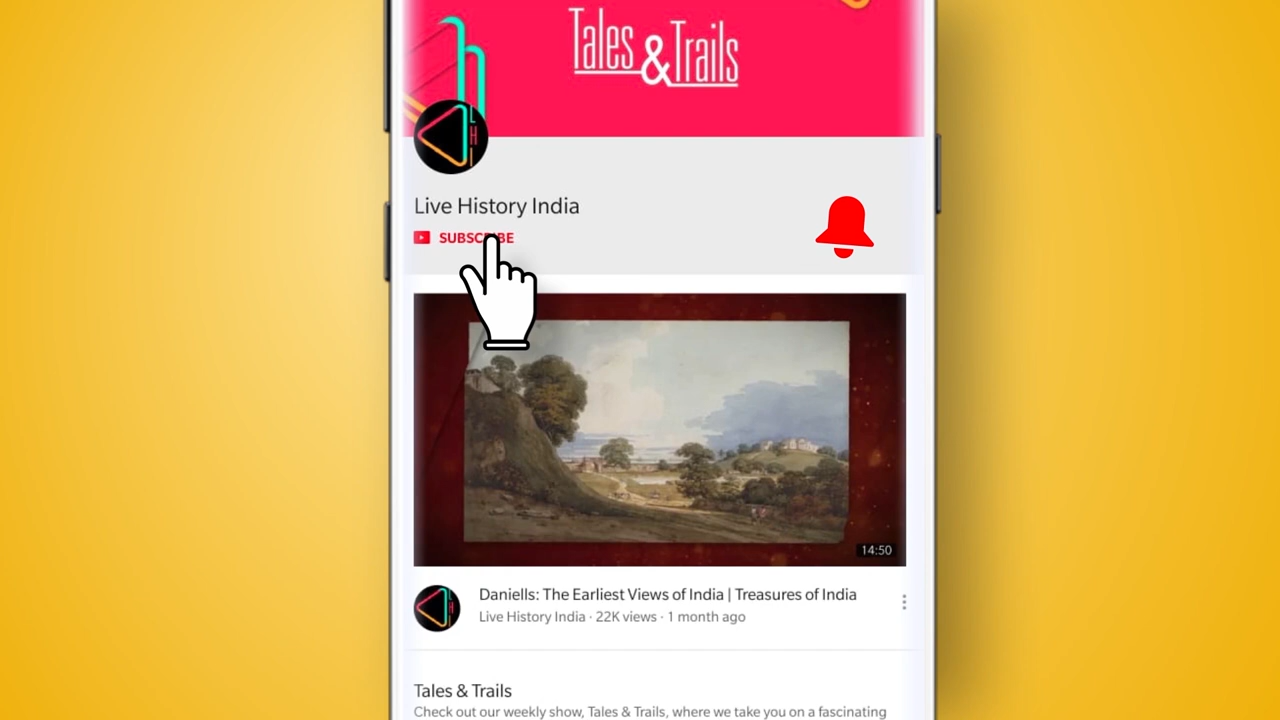 Tales & Trails
LHI
Live History India
SUBSCRIBE
14:50
Daniells: The Earliest Views of India | Treasures of India
LHI
Live History India · 22K views · 1 month ago
Tales & Trails
Check out our weekly show, Tales & Trails, where we take you on a fascinating